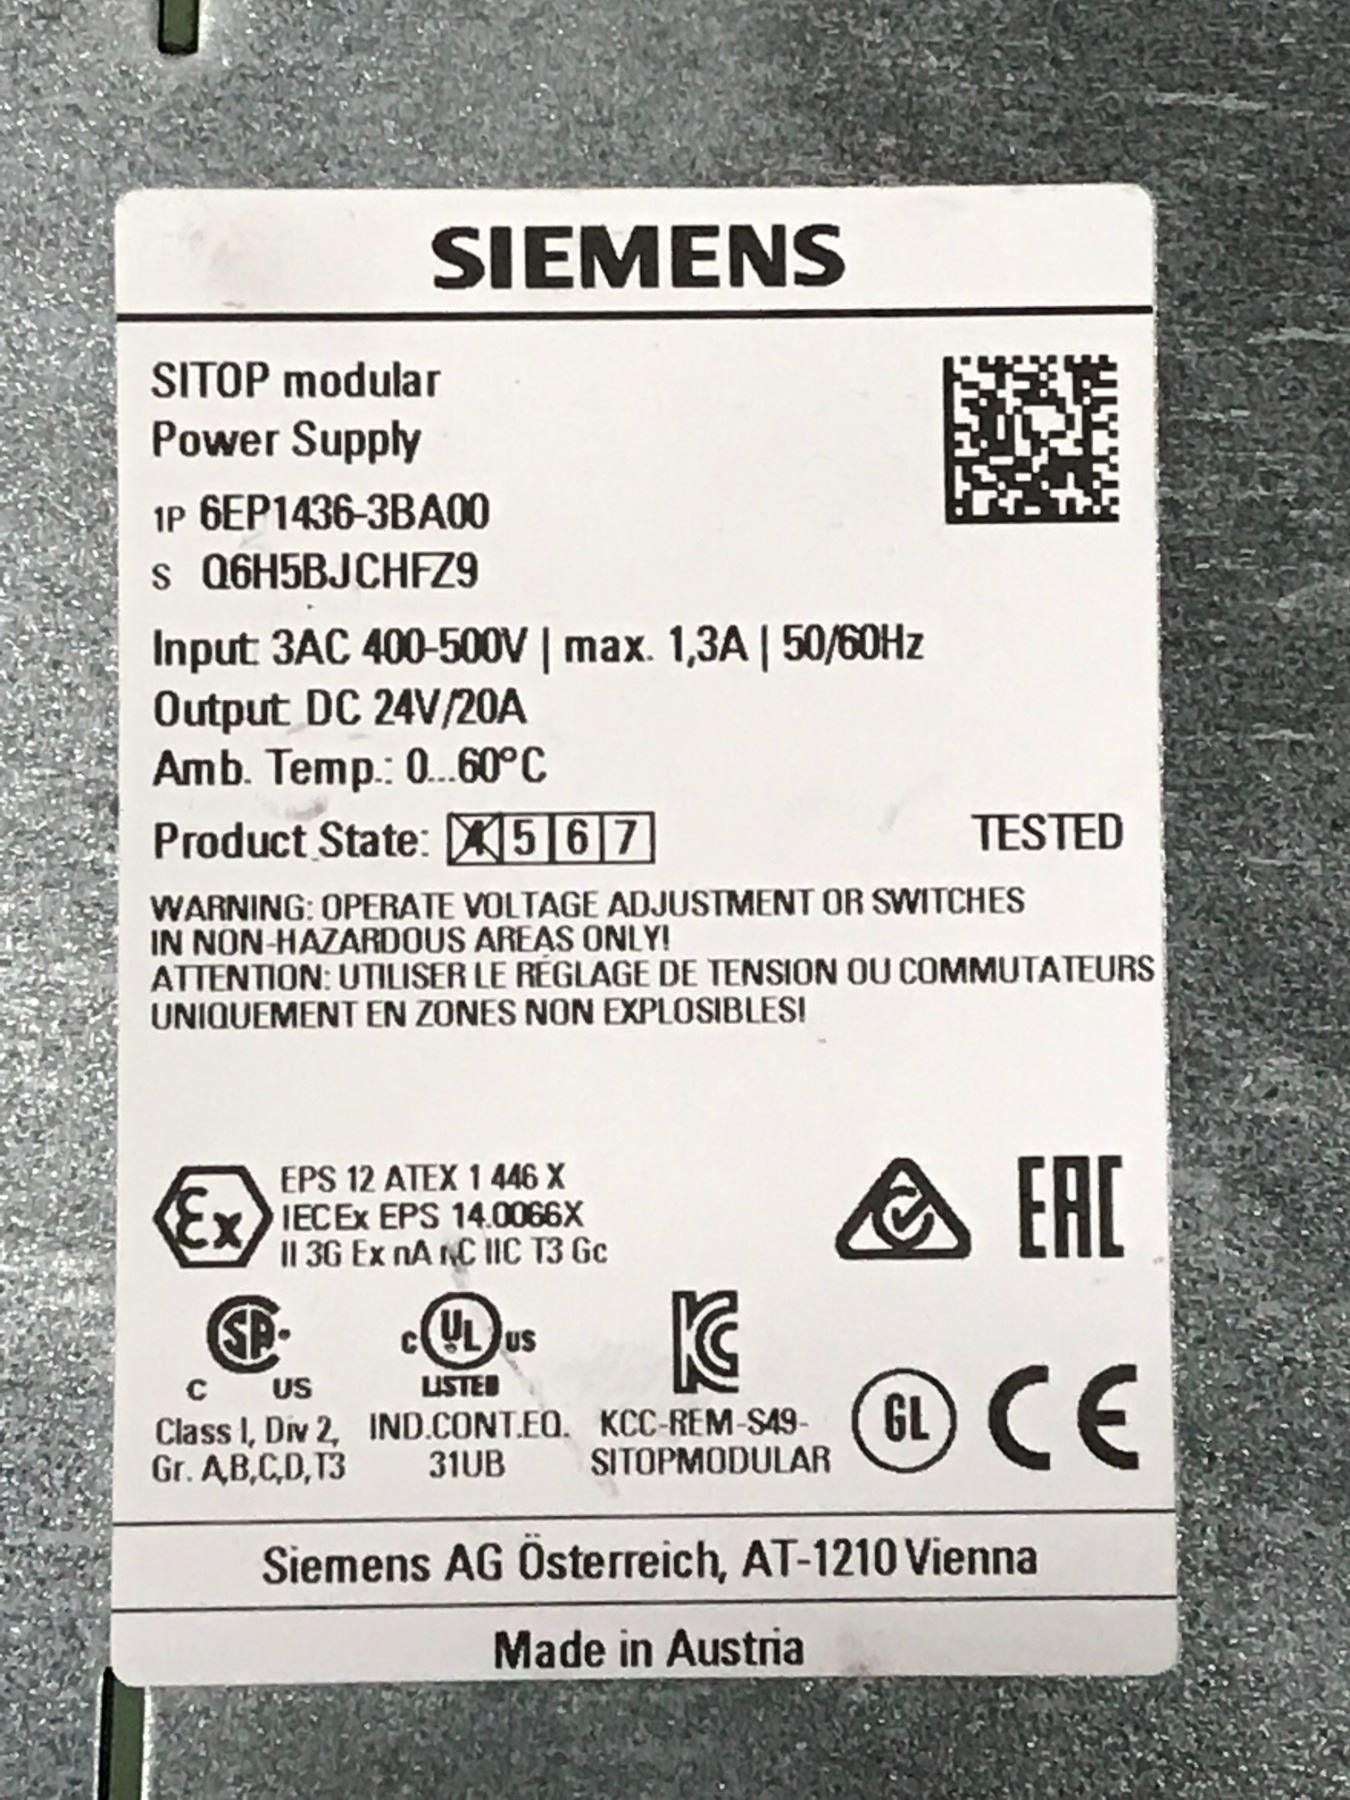 SIEMENS
SITOP modular
Power Supply
1P 6EP1436-3BA00
S Q6H5BJCHFZ9
Input: 3AC 400-500V | max. 1,3A | 50/60Hz
Output: DC 24V/20A
Amb. Temp.: 0...60°C
Product State: 4 5 6 7
TESTED
WARNING: OPERATE VOLTAGE ADJUSTMENT OR SWITCHES
IN NON-HAZARDOUS AREAS ONLY!
ATTENTION: UTILISER LE RÉGLAGE DE TENSION OU COMMUTATEURS
UNIQUEMENT EN ZONES NON EXPLOSIBLES!
Ex
EPS 12 ATEX 1 446 X
IECEx EPS 14.0066X
II 3G Ex nA nC IIC T3 Gc
EAC
SA
C US
Class I, Div 2,
Gr. A,B,C,D,T3
C UL US
LISTED
IND.CONT.EQ.
31UB
KC
KCC-REM-S49-
SITOPMODULAR
GL
CE
Siemens AG Österreich, AT-1210 Vienna
Made in Austria